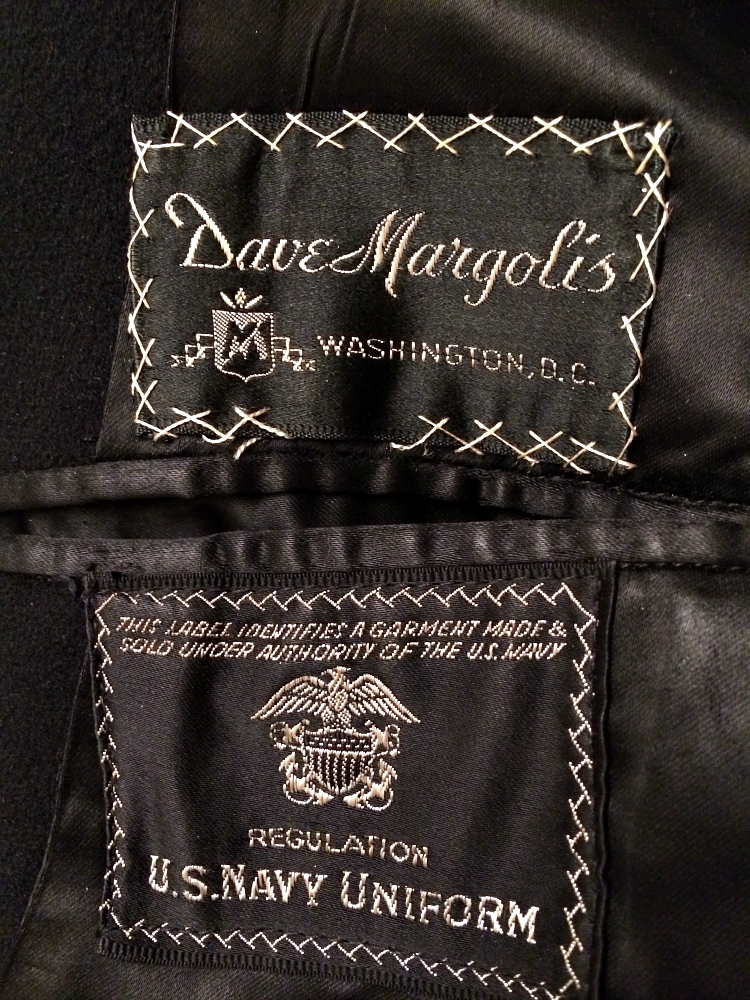 Dave Margolis
M
WASHINGTON, D.C.
THIS LABEL IDENTIFIES A GARMENT MADE &
SOLD UNDER AUTHORITY OF THE U.S. NAVY
REGULATION
U.S. NAVY UNIFORM